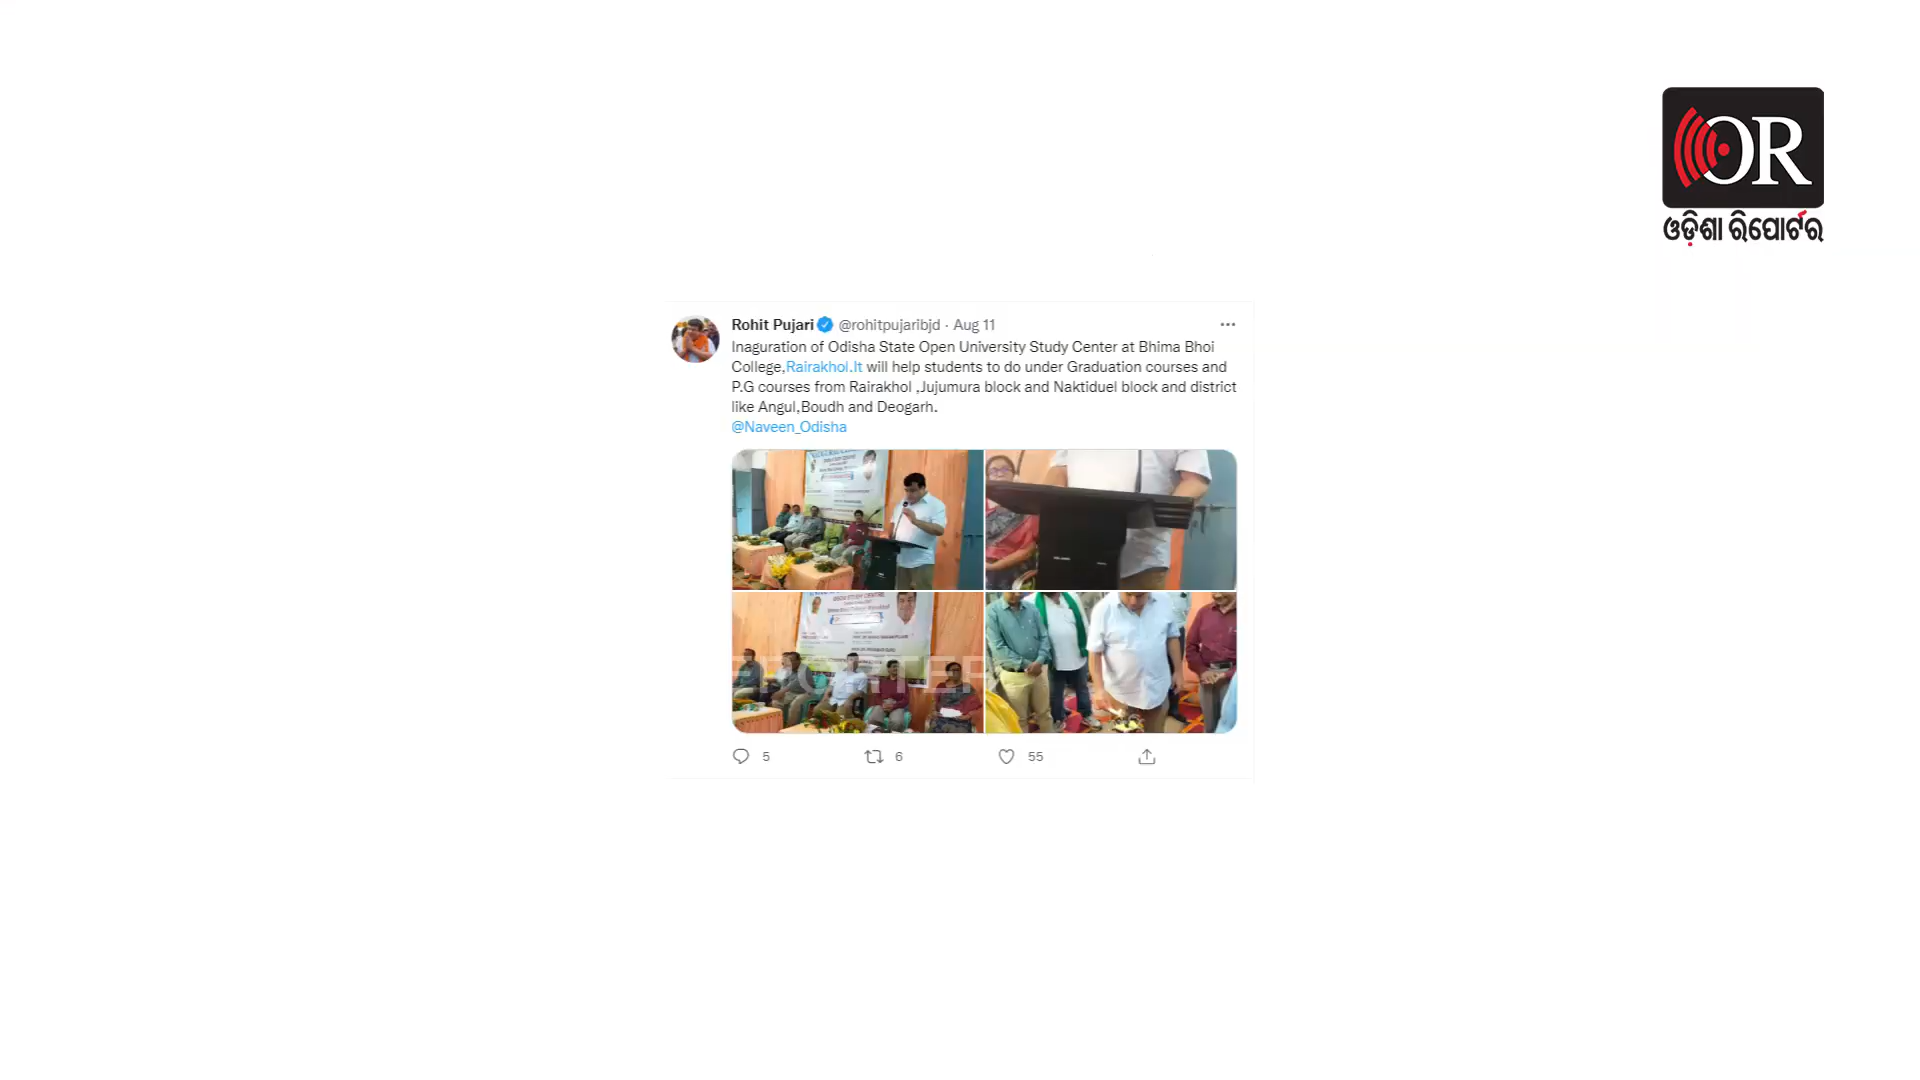 OR
ଓଡ଼ିଶା ରିପୋର୍ଟର
Rohit Pujari @rohitpujaribjd · Aug 11
Inaguration of Odisha State Open University Study Center at Bhima Bhoi
College,Rairakhol.It will help students to do under Graduation courses and
P.G courses from Rairakhol ,Jujumura block and Naktiduel block and district
like Angul,Boudh and Deogarh.
@Naveen_Odisha
STUDY CENTRE
5 6 55